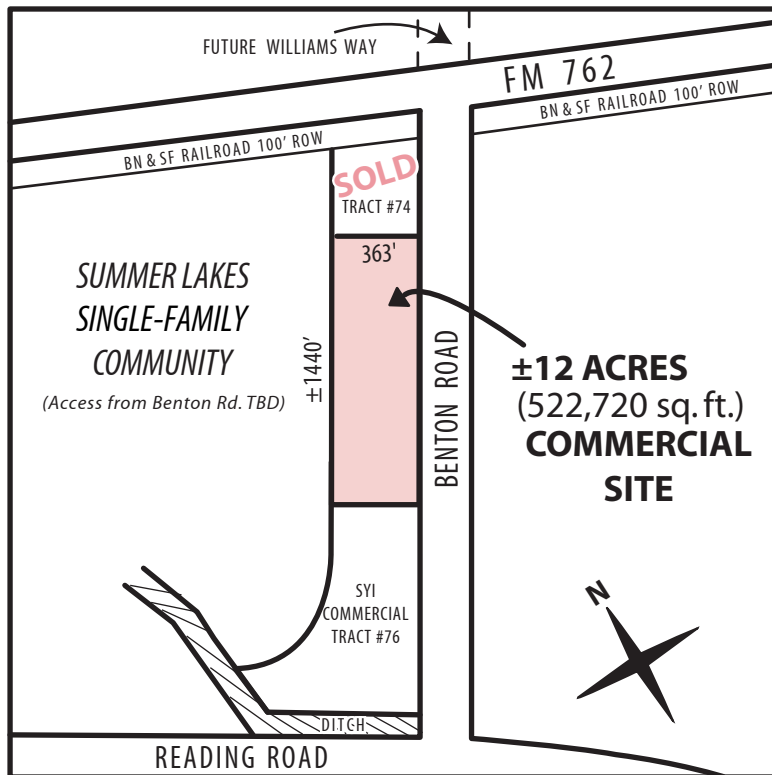 FUTURE WILLIAMS WAY
FM 762
BN & SF RAILROAD 100' ROW
BN & SF RAILROAD 100' ROW
SOLD
TRACT #74
363'
SUMMER LAKES
SINGLE-FAMILY
COMMUNITY
(Access from Benton Rd. TBD)
±1440'
BENTON ROAD
±12 ACRES
(522,720 sq. ft.)
COMMERCIAL
SITE
SYI
COMMERCIAL
TRACT #76
N
DITCH
READING ROAD